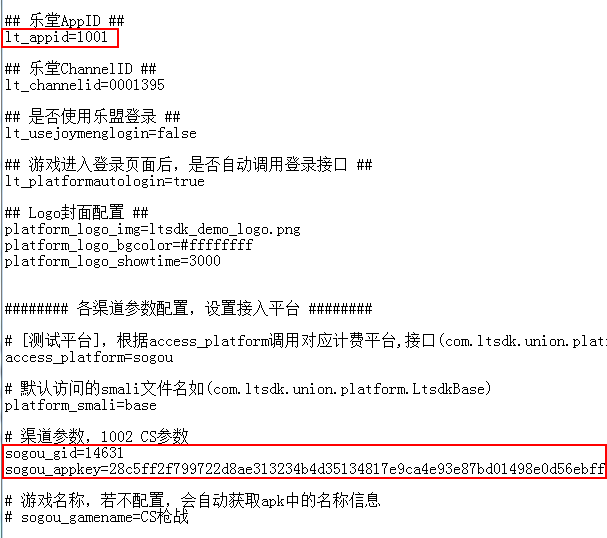 ## 乐堂AppID ##
lt_appid=1001
## 乐堂ChannelID ##
lt_channelid=0001395
## 是否使用乐盟登录 ##
lt_usejoymenglogin=false
## 游戏进入登录页面后，是否自动调用登录接口 ##
lt_platformautologin=true
## Logo封面配置 ##
platform_logo_img=ltsdk_demo_logo.png
platform_logo_bgcolor=#ffffffff
platform_logo_showtime=3000
######## 各渠道参数配置，设置接入平台 ########
# [测试平台]，根据access_platform调用对应计费平台,接口(com.ltsdk.union.plat
access_platform=sogou
# 默认访问的smali文件名如(com.ltsdk.union.platform.LtsdkBase)
platform_smali=base
# 渠道参数，1002 CS参数
sogou_gid=14631
sogou_appkey=28c5ff2f799722d8ae313234b4d35134817e9ca4e93e87bd01498e0d56ebff
# 游戏名称，若不配置，会自动获取apk中的名称信息
# sogou_gamename=CS枪战